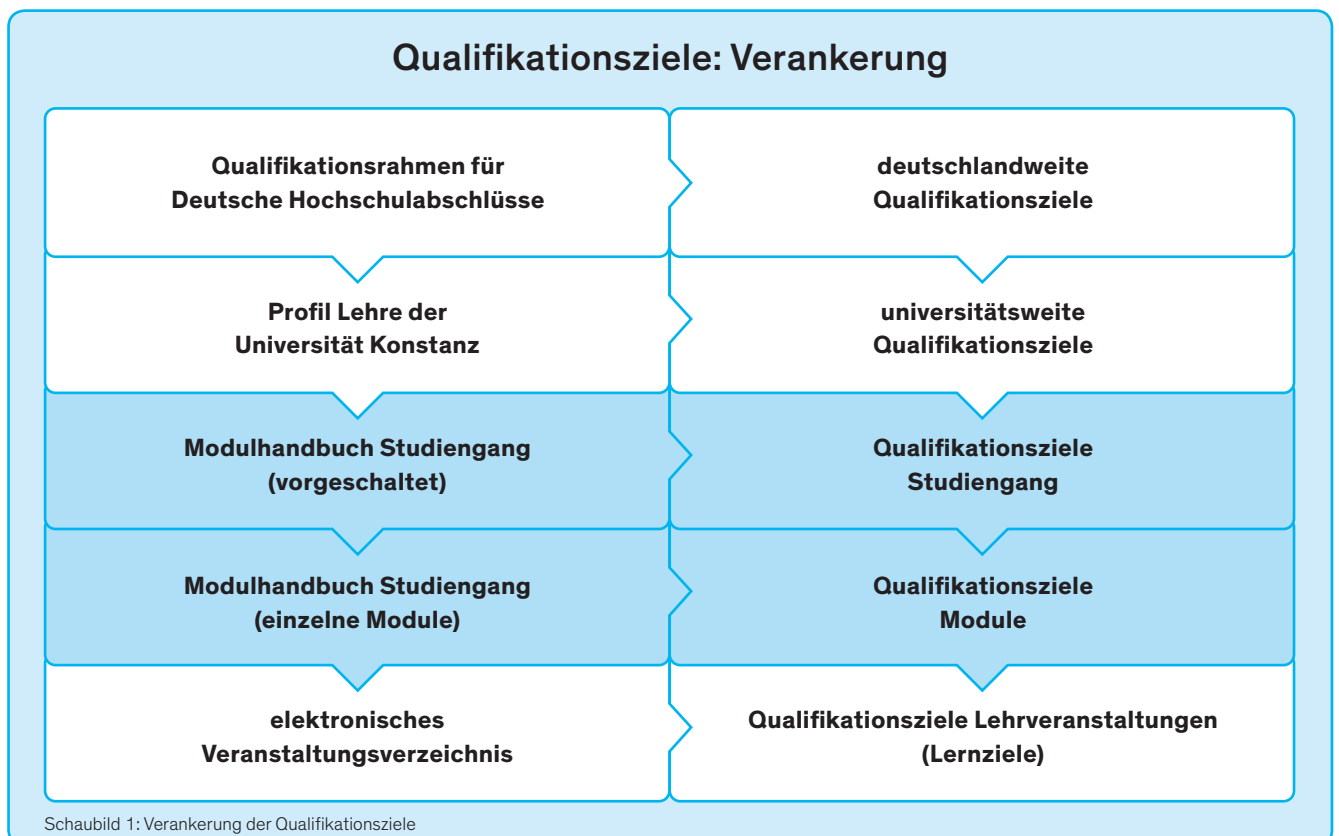 Qualifikationsziele: Verankerung
Qualifikationsrahmen für
Deutsche Hochschulabschlüsse
deutschlandweite
Qualifikationsziele
Profil Lehre der
Universität Konstanz
universitätsweite
Qualifikationsziele
Modulhandbuch Studiengang
(vorgeschaltet)
Qualifikationsziele
Studiengang
Modulhandbuch Studiengang
(einzelne Module)
Qualifikationsziele
Module
elektronisches
Veranstaltungsverzeichnis
Qualifikationsziele Lehrveranstaltungen
(Lernziele)
Schaubild 1: Verankerung der Qualifikationsziele